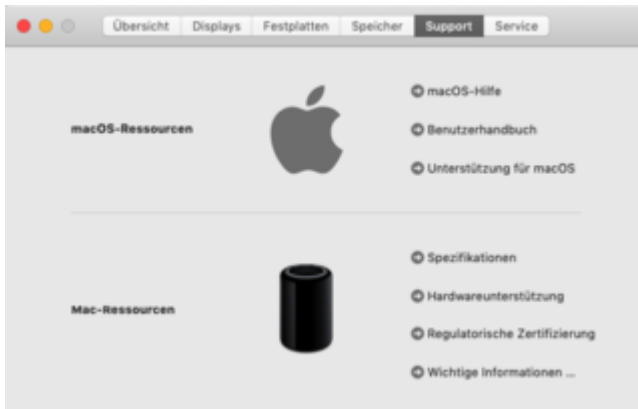 Übersicht Displays Festplatten Speicher Support Service
macOS-Ressourcen
macOS-Hilfe
Benutzerhandbuch
Unterstützung für macOS
Mac-Ressourcen
Spezifikationen
Hardwareunterstützung
Regulatorische Zertifizierung
Wichtige Informationen ...